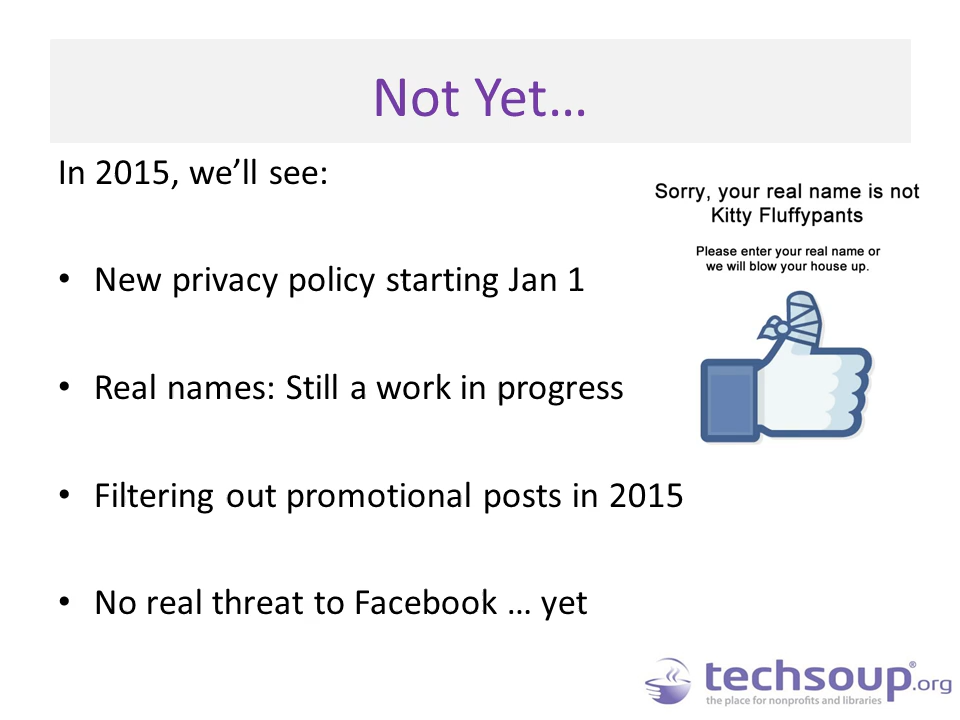 Not Yet…
In 2015, we’ll see:
• New privacy policy starting Jan 1
• Real names: Still a work in progress
• Filtering out promotional posts in 2015
• No real threat to Facebook … yet
Sorry, your real name is not
Kitty Fluffypants
Please enter your real name or
we will blow your house up.
techsoup®.org
the place for nonprofits and libraries